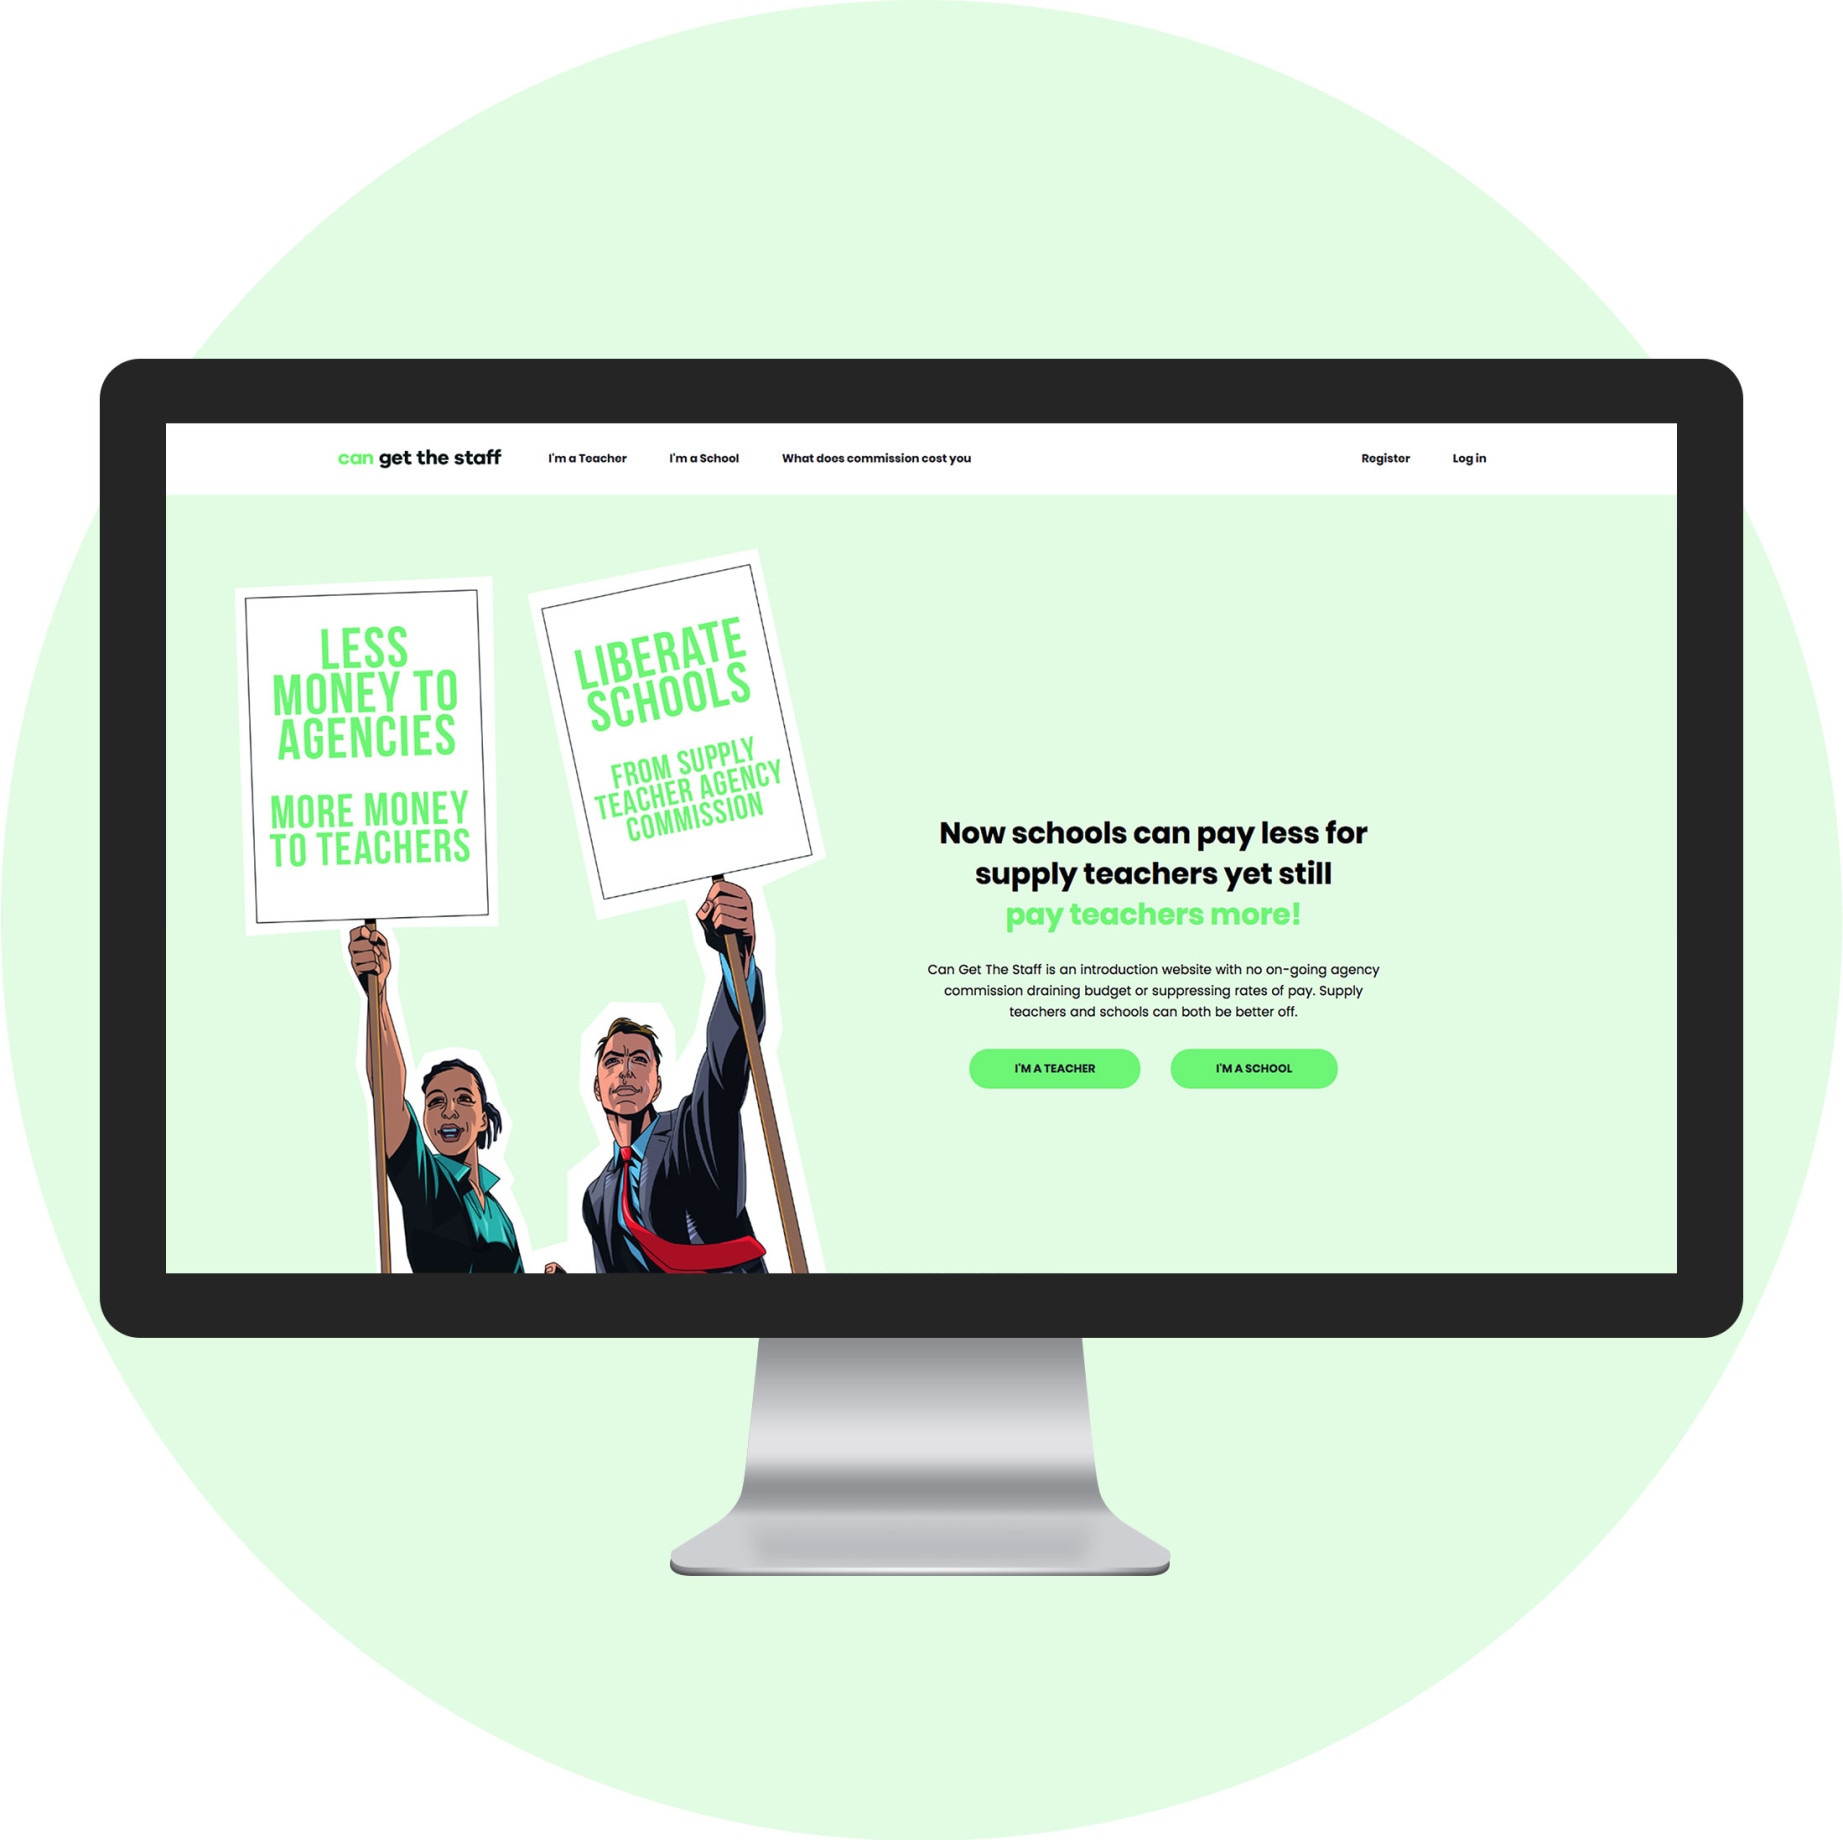 can get the staff
I'm a Teacher
I'm a School
What does commission cost you
Register
Log in
LESS
MONEY TO
AGENCIES
MORE MONEY
TO TEACHERS
LIBERATE
SCHOOLS
FROM SUPPLY
TEACHER AGENCY
COMMISSION
Now schools can pay less for
supply teachers yet still
pay teachers more!
Can Get The Staff is an introduction website with no on-going agency
commission draining budget or suppressing rates of pay. Supply
teachers and schools can both be better off.
I'M A TEACHER
I'M A SCHOOL